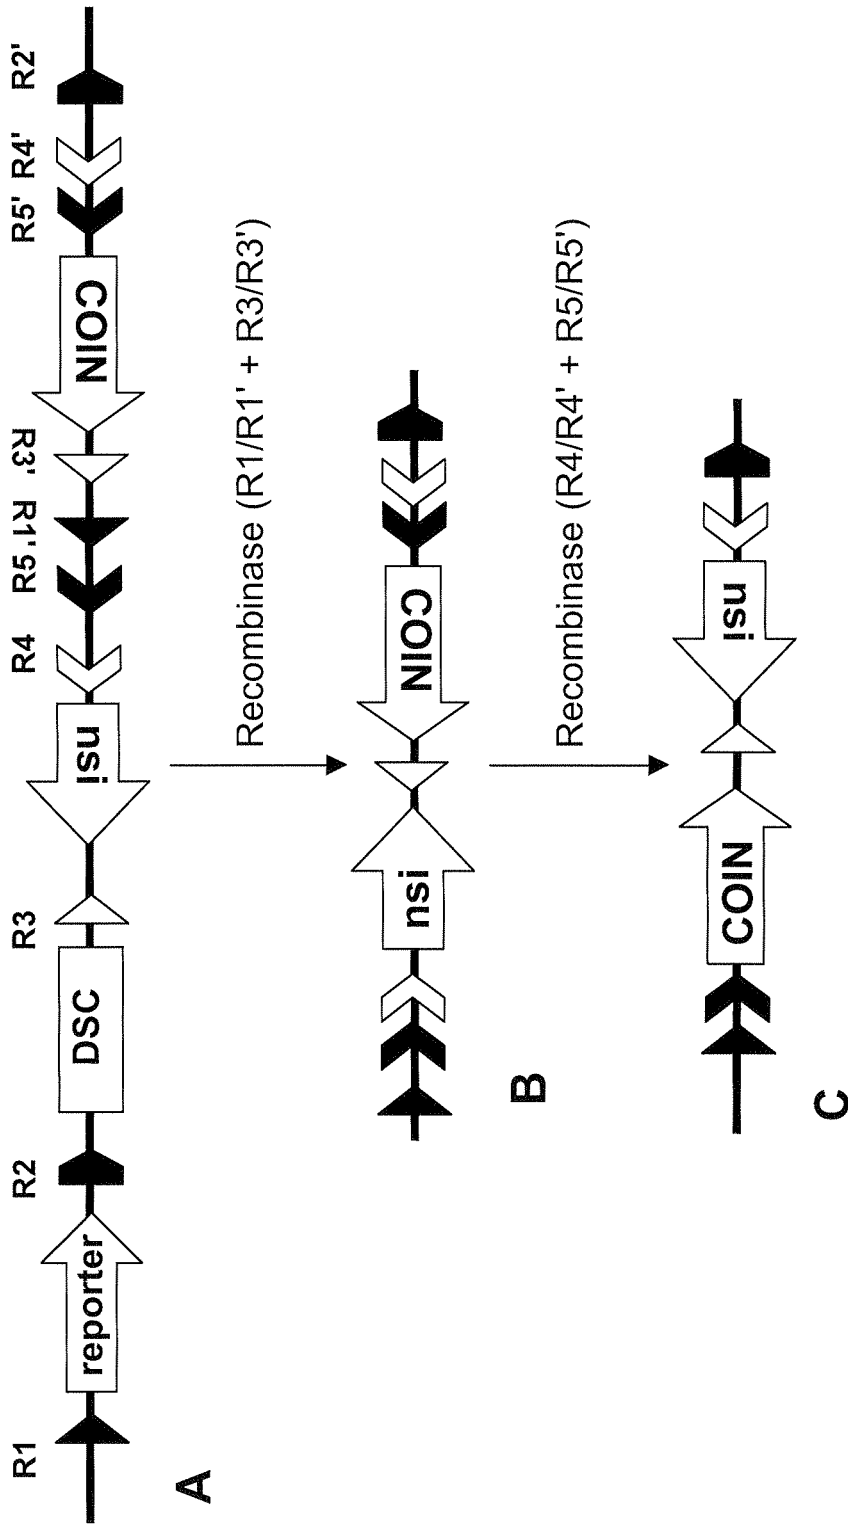 R1
R2
R3
R4
R5
R1'
R3'
R5'
R4'
R2'
reporter
DSC
nsi
COIN
A
Recombinase (R1/R1' + R3/R3')
nsi
COIN
B
Recombinase (R4/R4' + R5/R5')
COIN
nsi
C